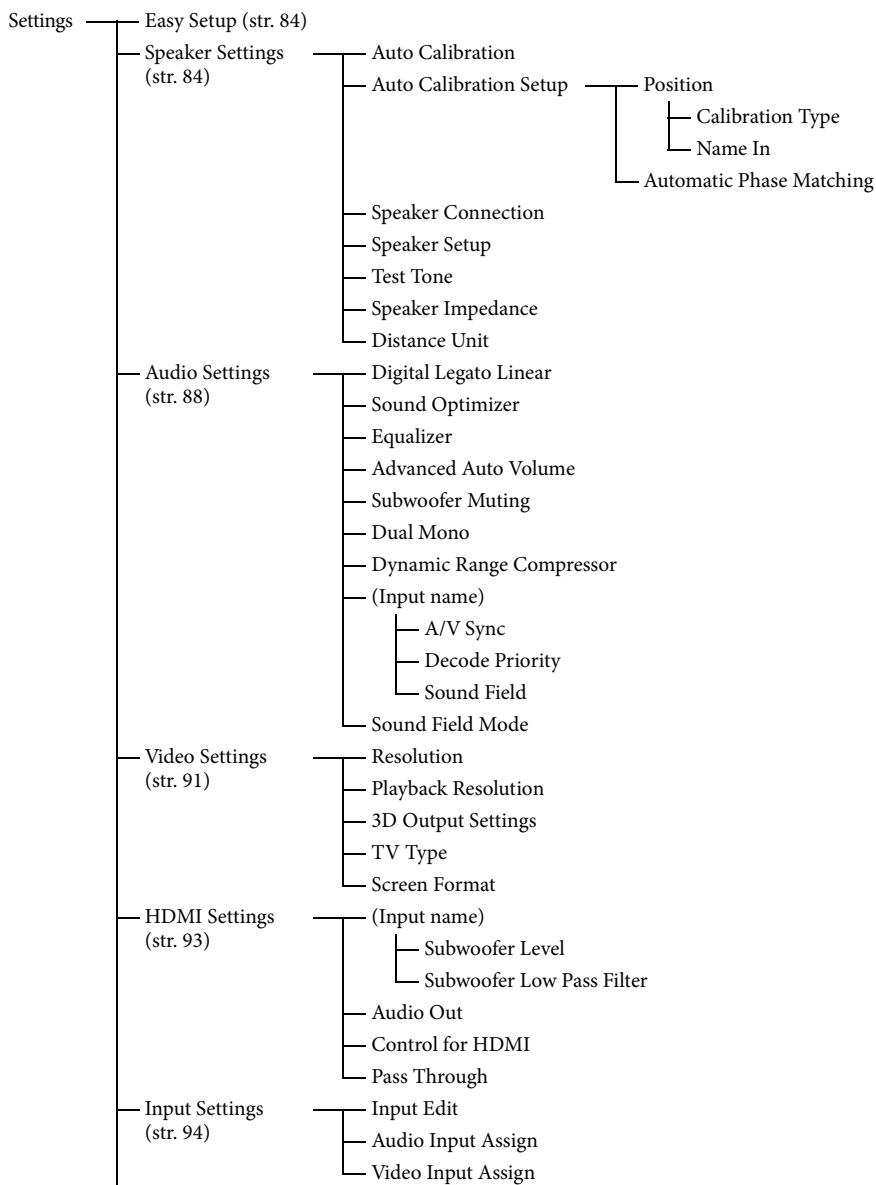 Settings
Easy Setup (str. 84)
Speaker Settings
(str. 84)
Auto Calibration
Auto Calibration Setup
Position
Calibration Type
Name In
Automatic Phase Matching
Speaker Connection
Speaker Setup
Test Tone
Speaker Impedance
Distance Unit
Audio Settings
(str. 88)
Digital Legato Linear
Sound Optimizer
Equalizer
Advanced Auto Volume
Subwoofer Muting
Dual Mono
Dynamic Range Compressor
(Input name)
A/V Sync
Decode Priority
Sound Field
Sound Field Mode
Video Settings
(str. 91)
Resolution
Playback Resolution
3D Output Settings
TV Type
Screen Format
HDMI Settings
(str. 93)
(Input name)
Subwoofer Level
Subwoofer Low Pass Filter
Audio Out
Control for HDMI
Pass Through
Input Settings
(str. 94)
Input Edit
Audio Input Assign
Video Input Assign